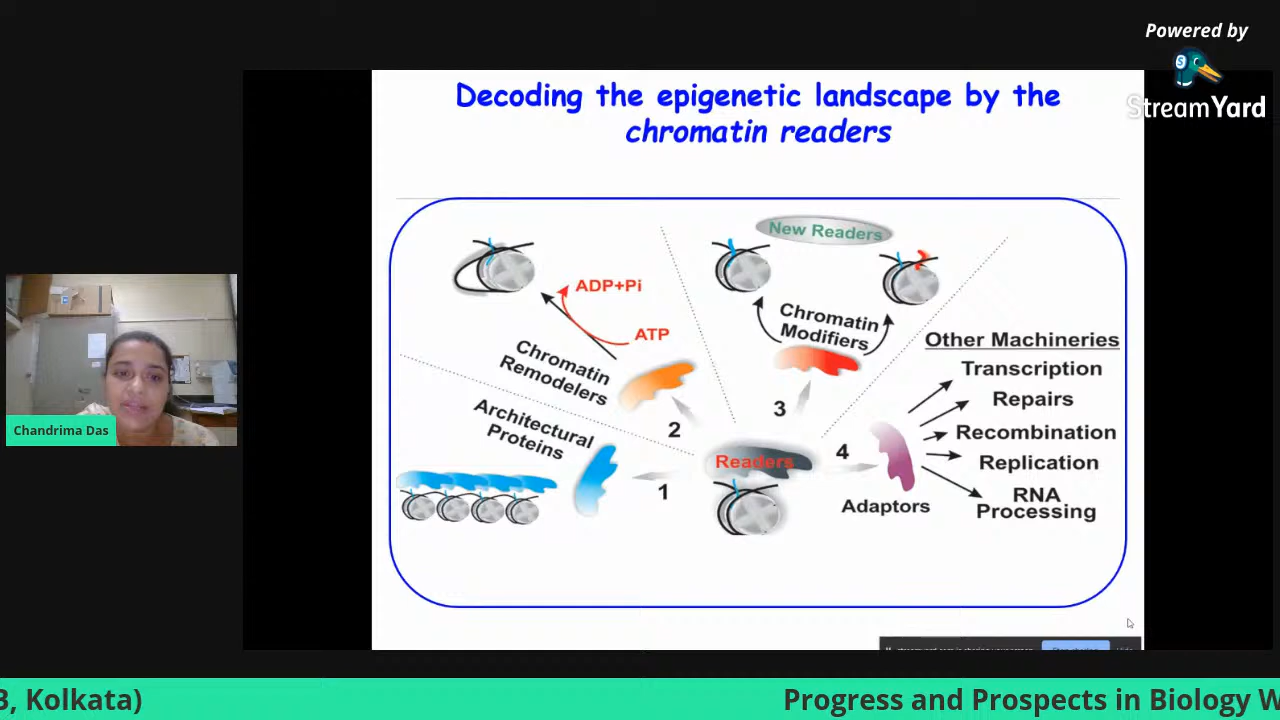 Powered by
StreamYard
Decoding the epigenetic landscape by the
chromatin readers
New Readers
ADP+Pi
ATP
Chromatin
Remodelers
Chromatin
Modifiers
Architectural
Proteins
Other Machineries
Transcription
Repairs
Recombination
Replication
RNA
Processing
1
2
3
4
Readers
Adaptors
Chandrima Das
B, Kolkata)
Progress and Prospects in Biology W